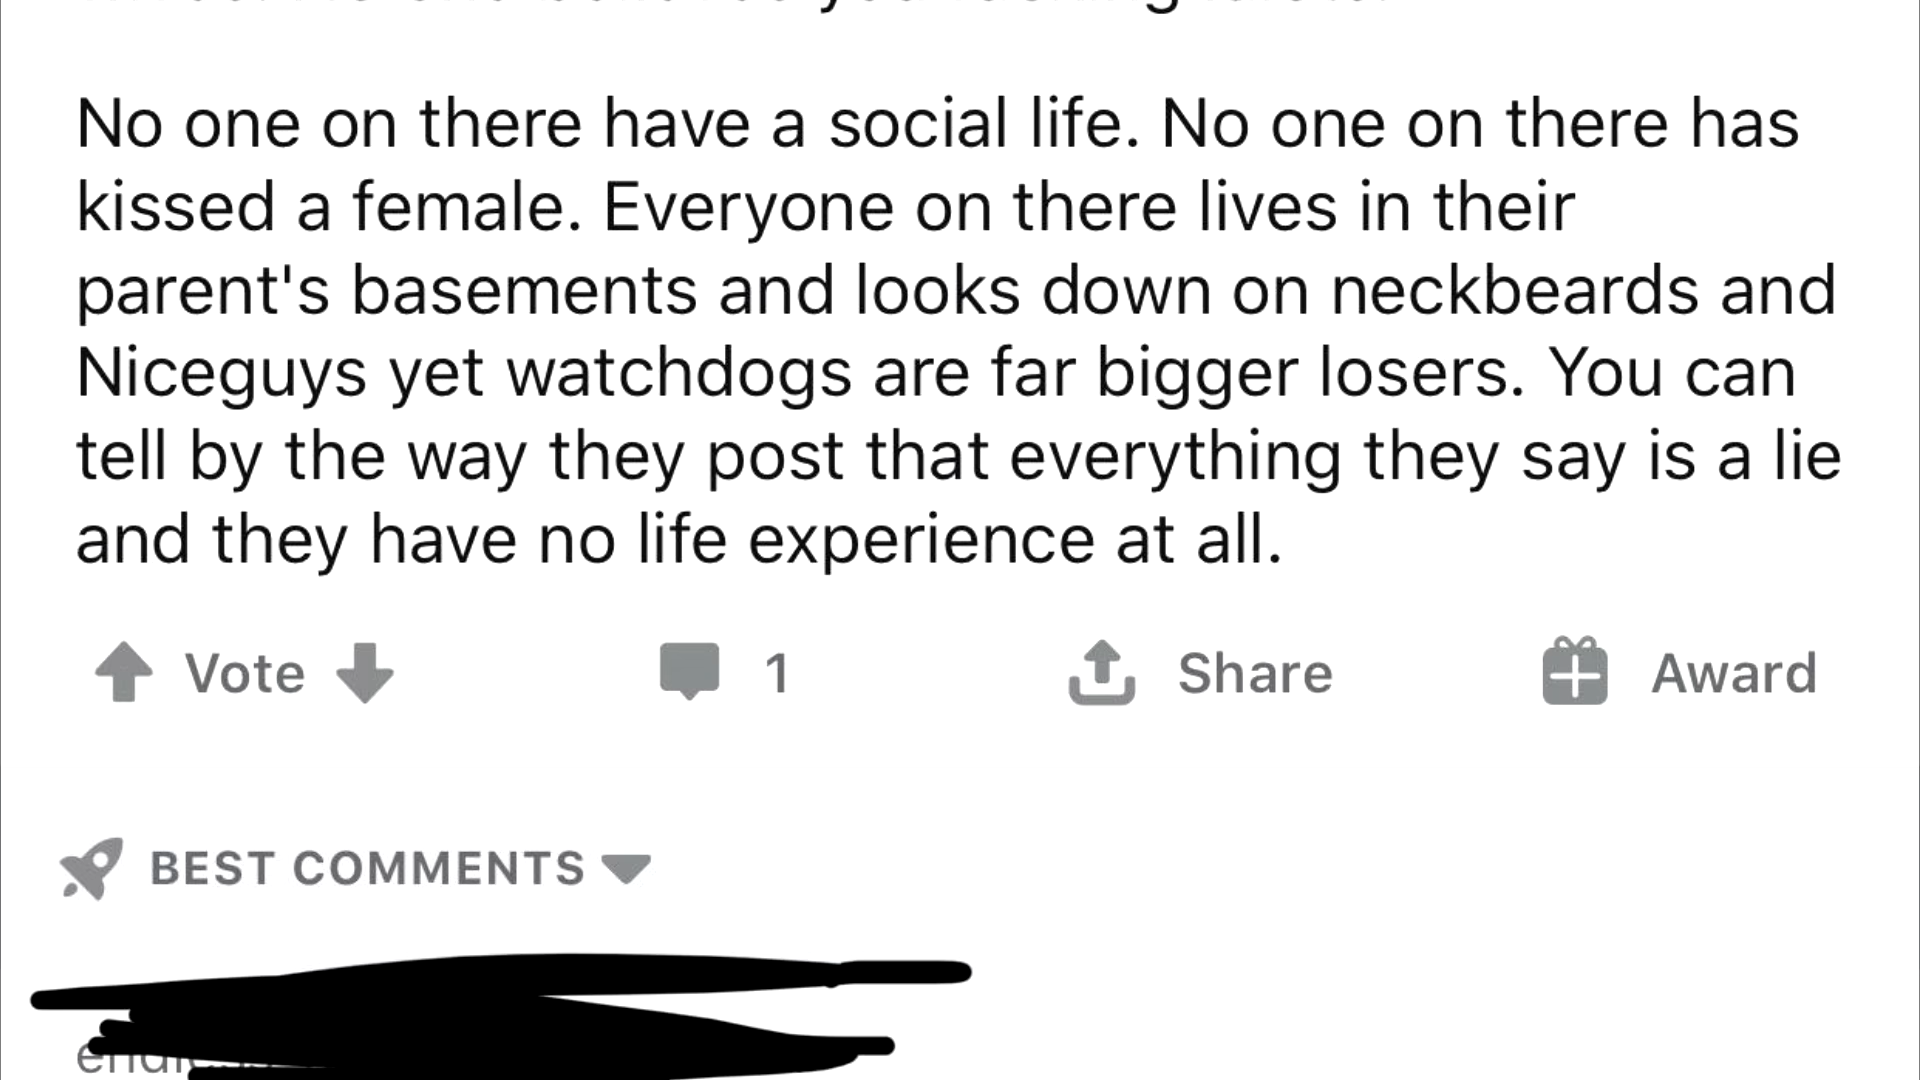 No one on there have a social life. No one on there has
kissed a female. Everyone on there lives in their
parent's basements and looks down on neckbeards and
Niceguys yet watchdogs are far bigger losers. You can
tell by the way they post that everything they say is a lie
and they have no life experience at all.
Vote 1 Share Award
BEST COMMENTS